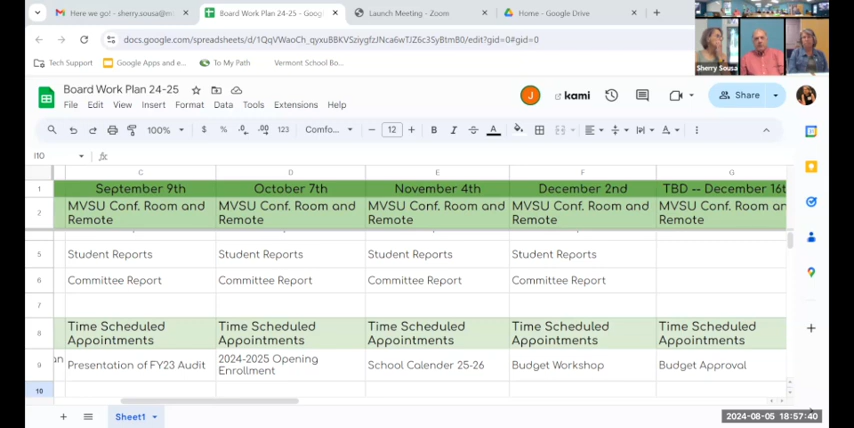 Here we go! - sherry.sousa@m
Board Work Plan 24-25 - Goog
Launch Meeting - Zoom
Home - Google Drive
docs.google.com/spreadsheets/d/1QqVWaoCh_qyxuBBKVSziygfzJNca6wTJZ6c3SyBtmB0/edit?gid=0#gid=0
Tech Support
Google Apps and e...
To My Path
Vermont School Bo...
Sherry Sousa
Board Work Plan 24-25
File Edit View Insert Format Data Tools Extensions Help
J
kami
Share
100% $ % .0 .00 123 Comfo... 12 B I A
I10
fx
C D E F G
1 September 9th October 7th November 4th December 2nd TBD -- December 16t
2 MVSU Conf. Room and Remote MVSU Conf. Room and Remote MVSU Conf. Room and Remote MVSU Conf. Room and Remote MVSU Conf. Room an Remote
5 Student Reports Student Reports Student Reports Student Reports
6 Committee Report Committee Report Committee Report Committee Report
7
8 Time Scheduled Appointments Time Scheduled Appointments Time Scheduled Appointments Time Scheduled Appointments Time Scheduled Appointments
9 an Presentation of FY23 Audit 2024-2025 Opening Enrollment School Calender 25-26 Budget Workshop Budget Approval
10
Sheet1
2024-08-05 18:57:40